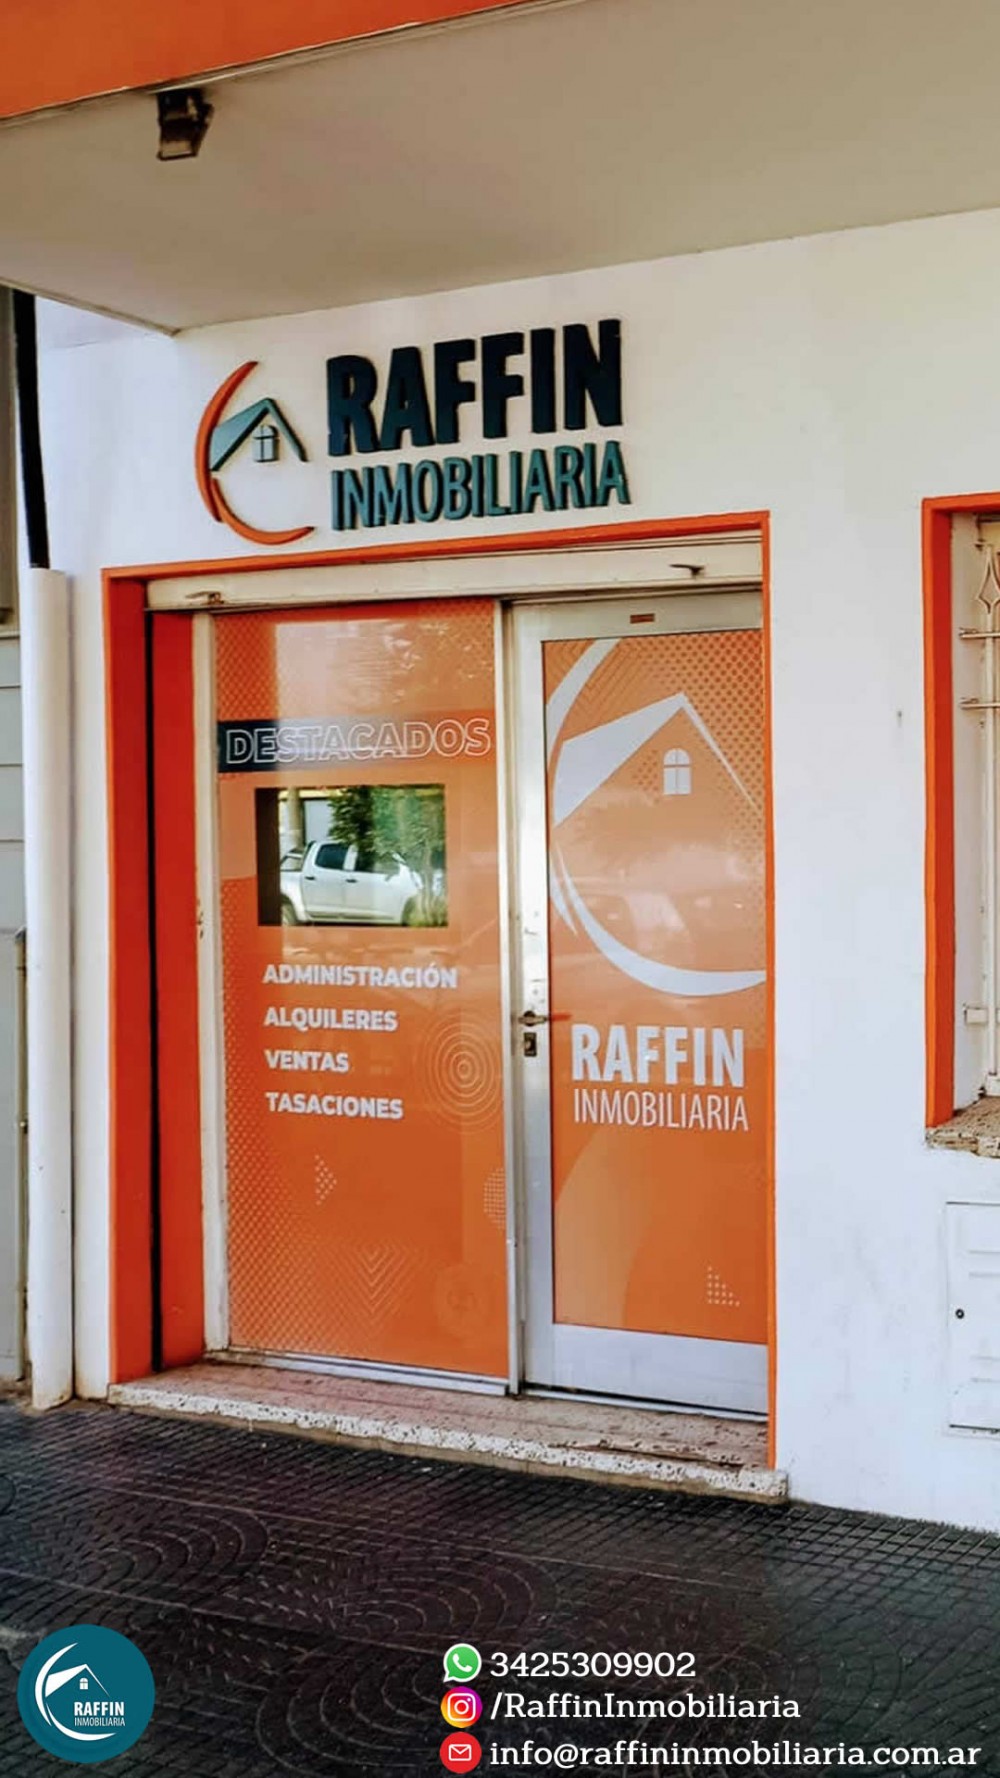 RAFFIN
INMOBILIARIA
DESTACADOS
ADMINISTRACIÓN
ALQUILERES
VENTAS
TASACIONES
RAFFIN
INMOBILIARIA
RAFFIN
INMOBILIARIA
3425309902
/RaffinInmobiliaria
info@raffininmobiliaria.com.ar